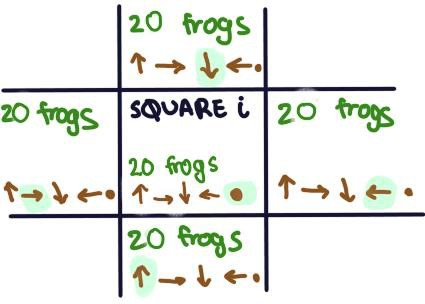 20 frogs
↑ → ↓ ← •
20 frogs
↑ → ↓ ← •
SQUARE i
20 frogs
↑ → ↓ ← •
20 frogs
↑ → ↓ ← •
20 frogs
↑ → ↓ ← •